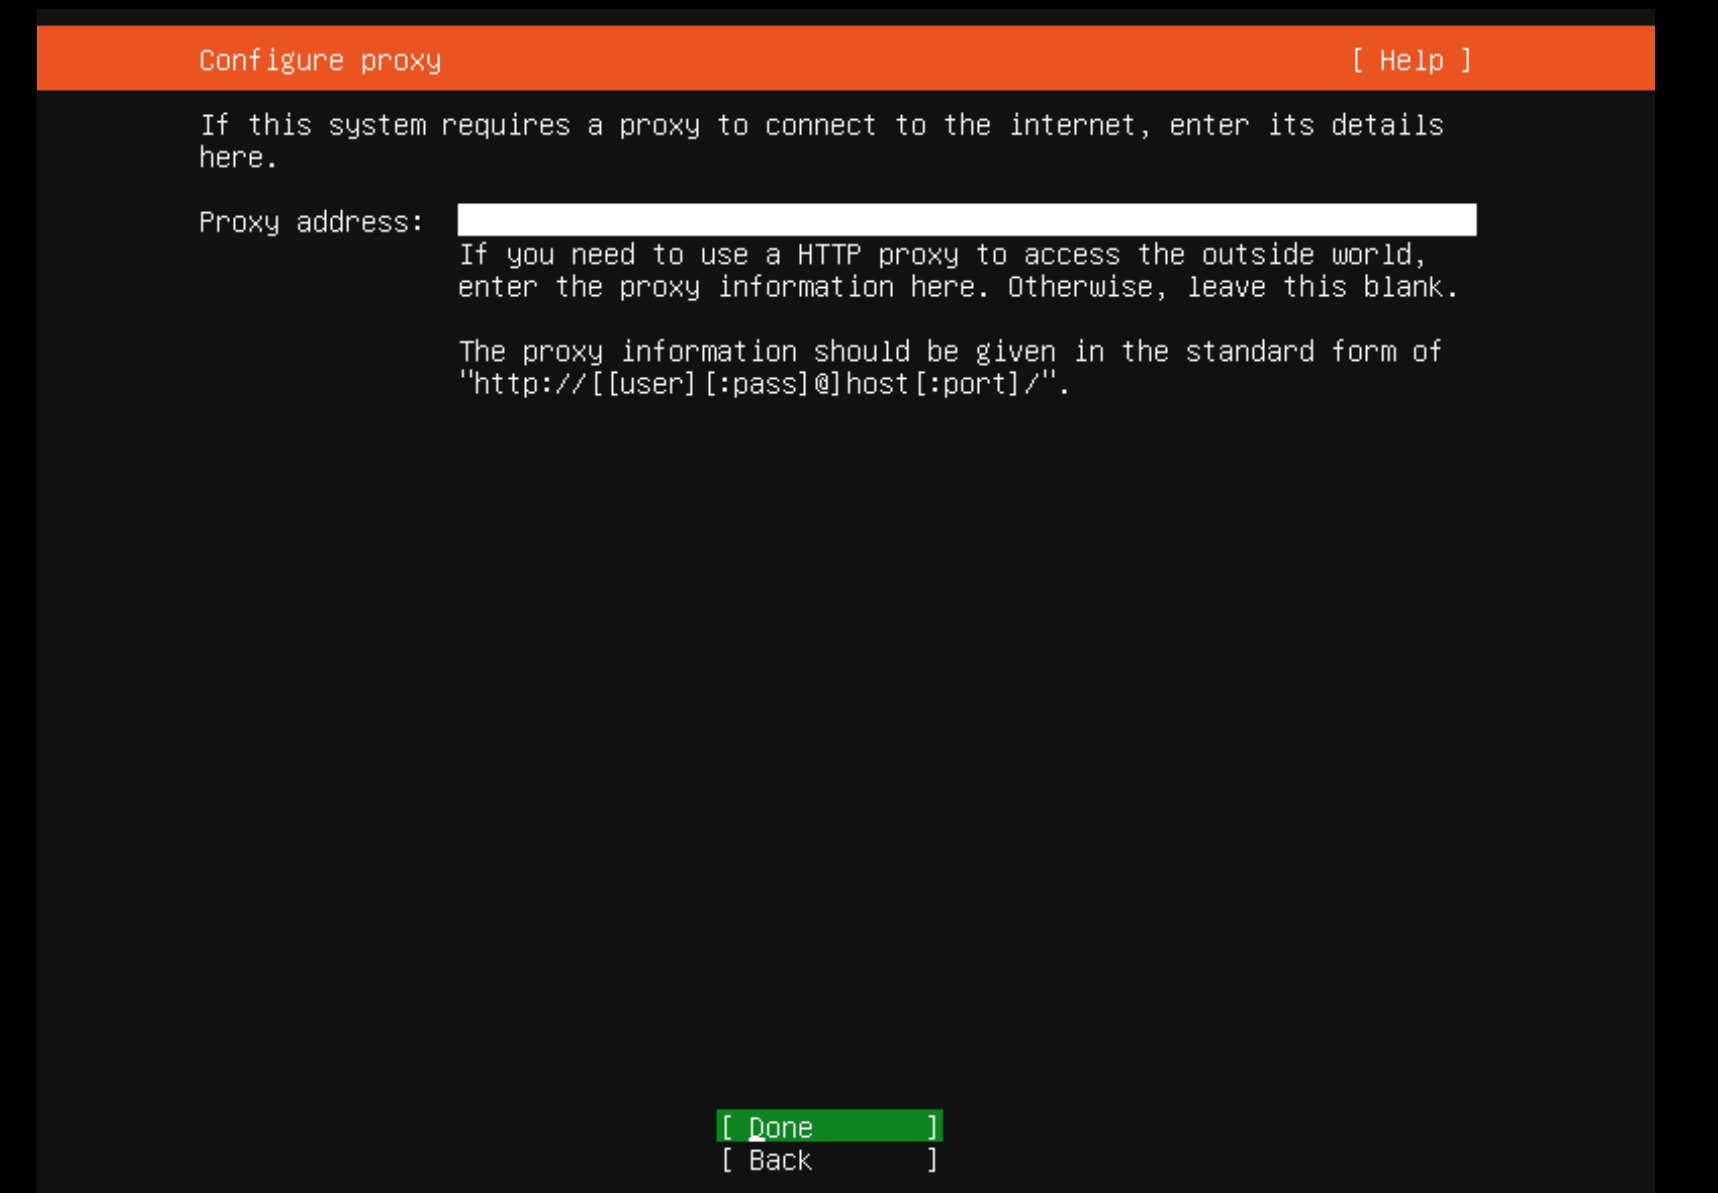 Configure proxy [ Help ]
If this system requires a proxy to connect to the internet, enter its details
here.
Proxy address:
If you need to use a HTTP proxy to access the outside world,
enter the proxy information here. Otherwise, leave this blank.
The proxy information should be given in the standard form of
"http://[[user][:pass]@]host[:port]/".
[ Done ]
[ Back ]